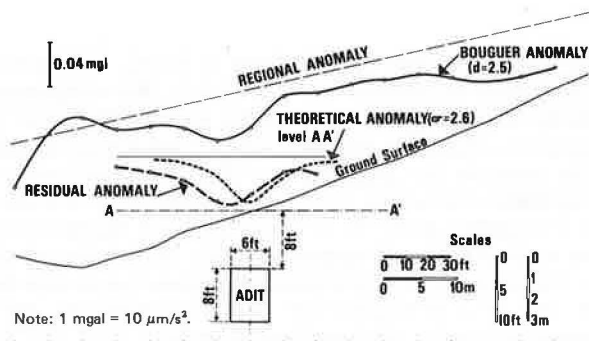 0.04 mgl
REGIONAL ANOMALY
BOUGUER ANOMALY
(d=2.5)
THEORETICAL ANOMALY(σ=2.6)
level A A'
Ground Surface
RESIDUAL ANOMALY
A
A'
6ft
8ft
8ft
ADIT
Scales
0 10 20 30ft
0 5 10m
0
5
10ft
0
1
2
3m
Note: 1 mgal = 10 μm/s².